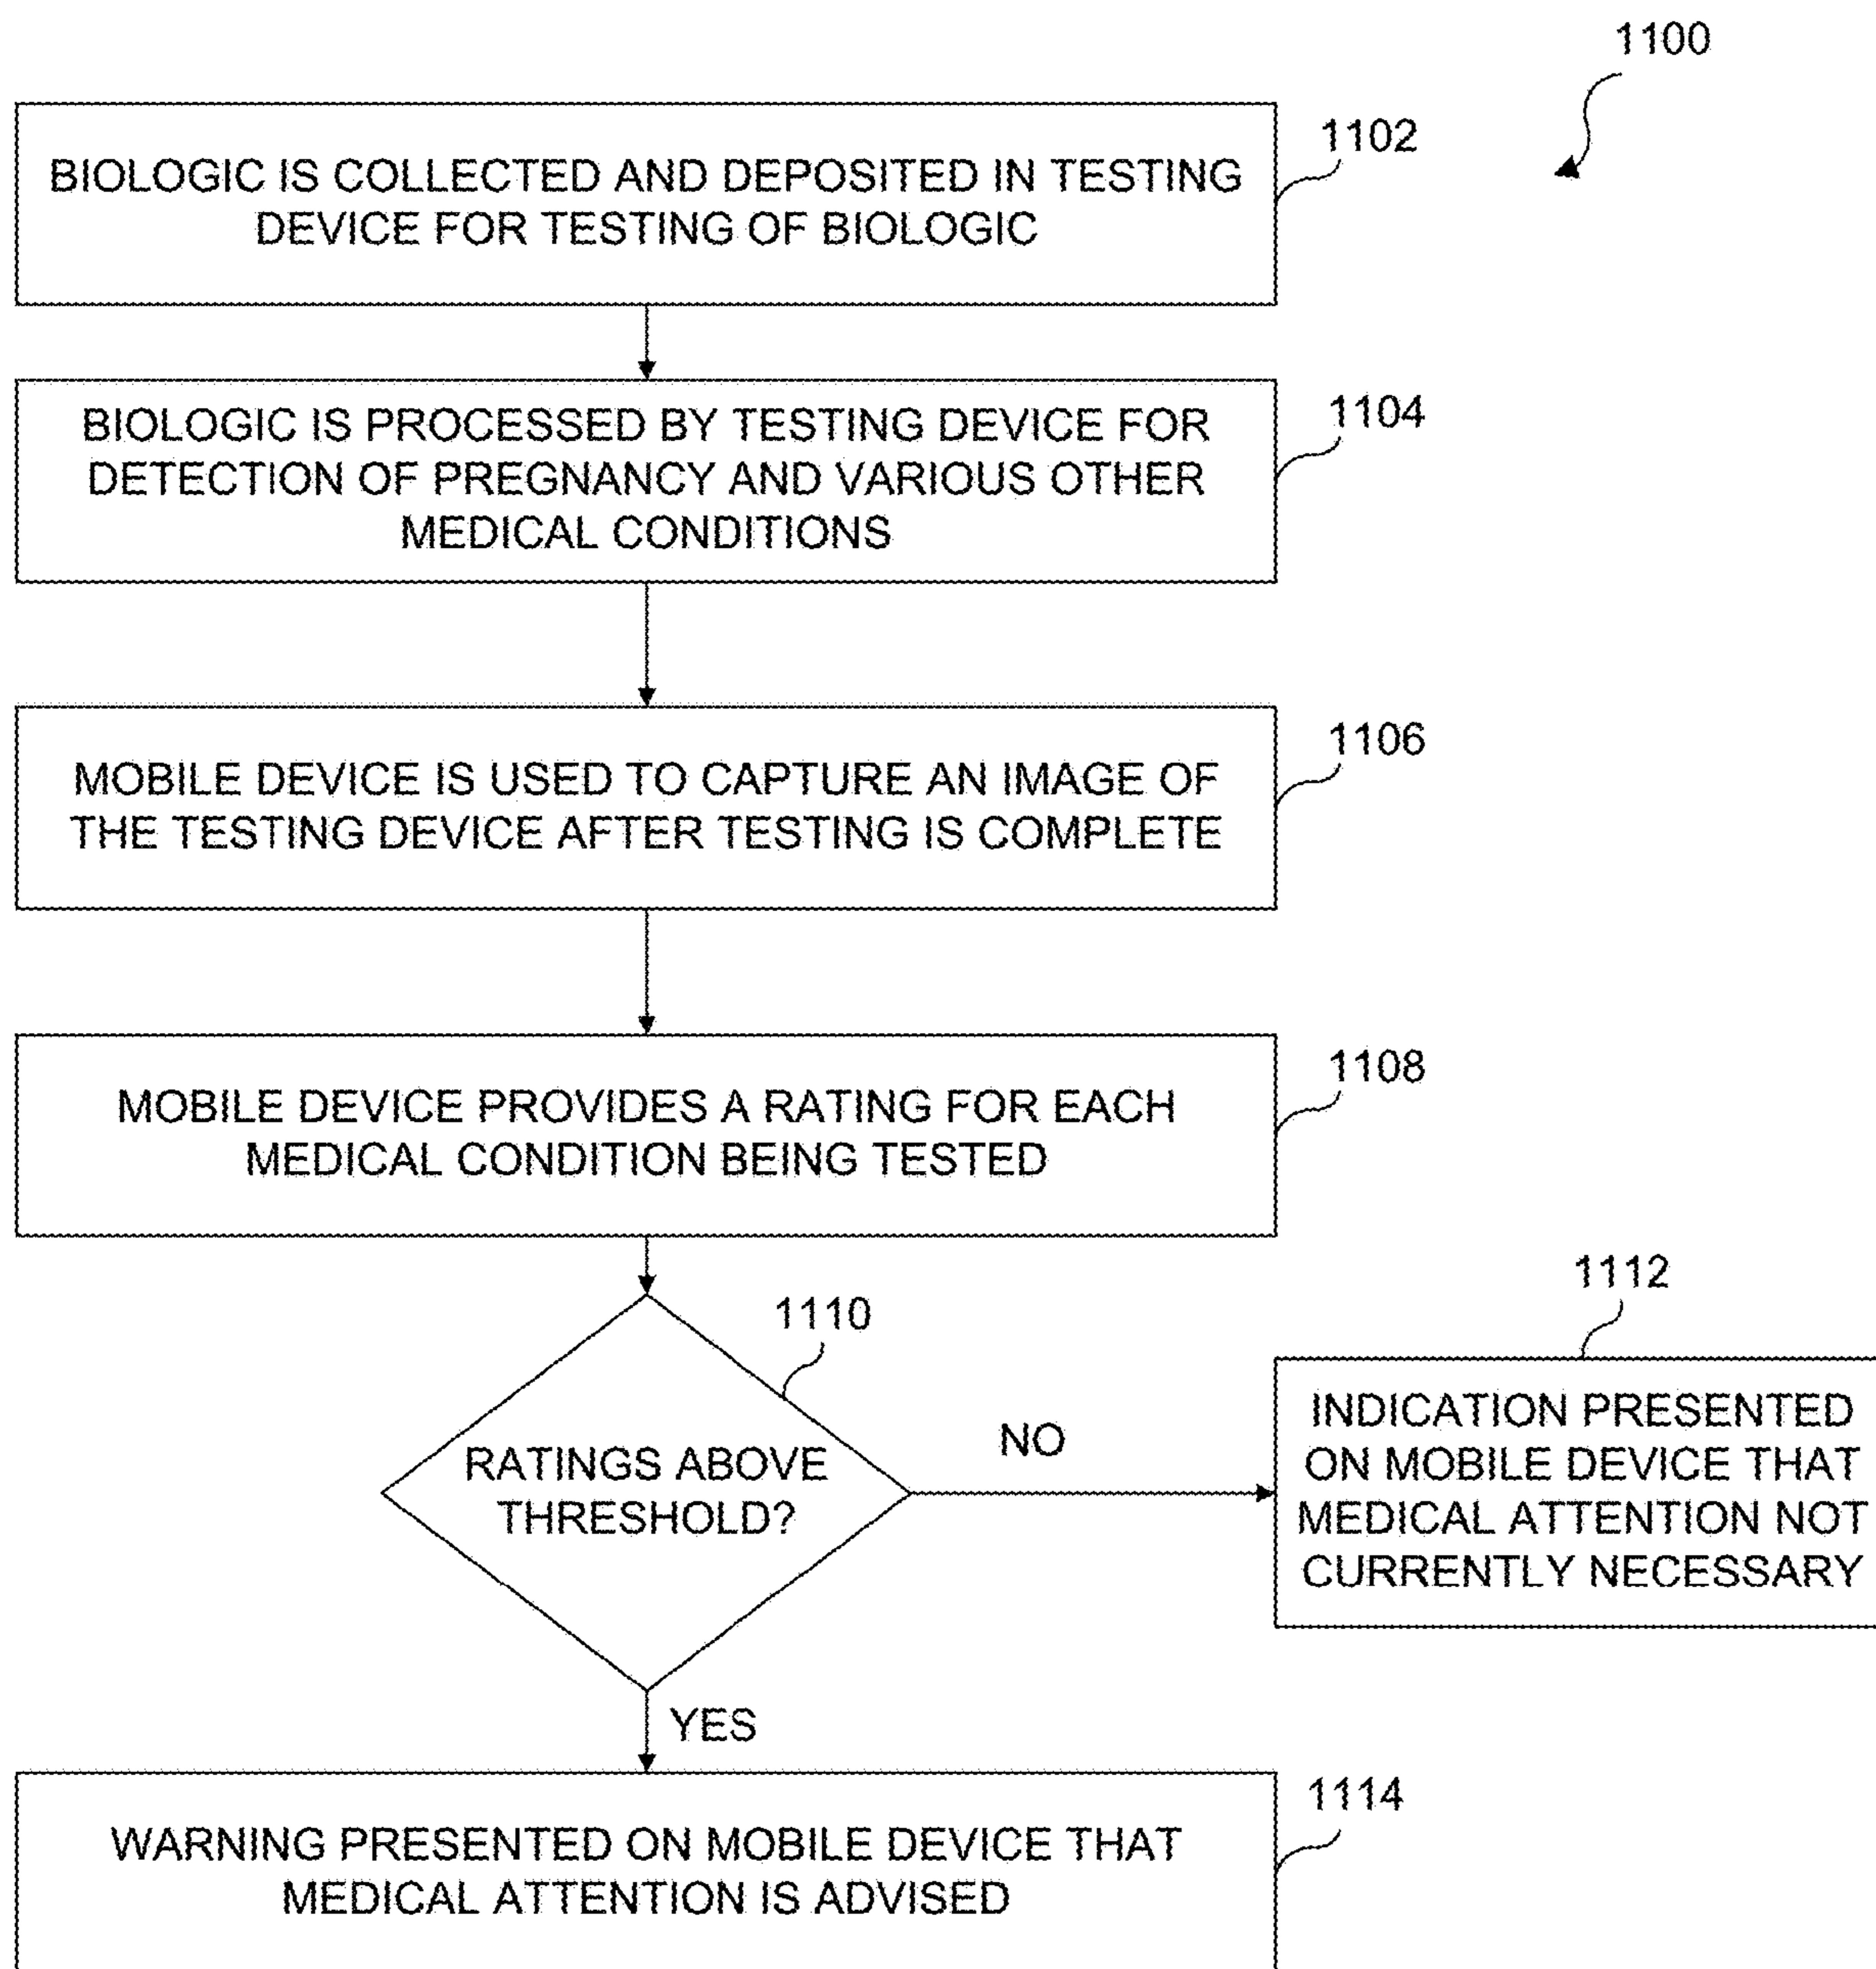 1100
BIOLOGIC IS COLLECTED AND DEPOSITED IN TESTING
DEVICE FOR TESTING OF BIOLOGIC
1102
BIOLOGIC IS PROCESSED BY TESTING DEVICE FOR
DETECTION OF PREGNANCY AND VARIOUS OTHER
MEDICAL CONDITIONS
1104
MOBILE DEVICE IS USED TO CAPTURE AN IMAGE OF
THE TESTING DEVICE AFTER TESTING IS COMPLETE
1106
MOBILE DEVICE PROVIDES A RATING FOR EACH
MEDICAL CONDITION BEING TESTED
1108
RATINGS ABOVE
THRESHOLD?
1110
NO
1112
INDICATION PRESENTED
ON MOBILE DEVICE THAT
MEDICAL ATTENTION NOT
CURRENTLY NECESSARY
YES
WARNING PRESENTED ON MOBILE DEVICE THAT
MEDICAL ATTENTION IS ADVISED
1114